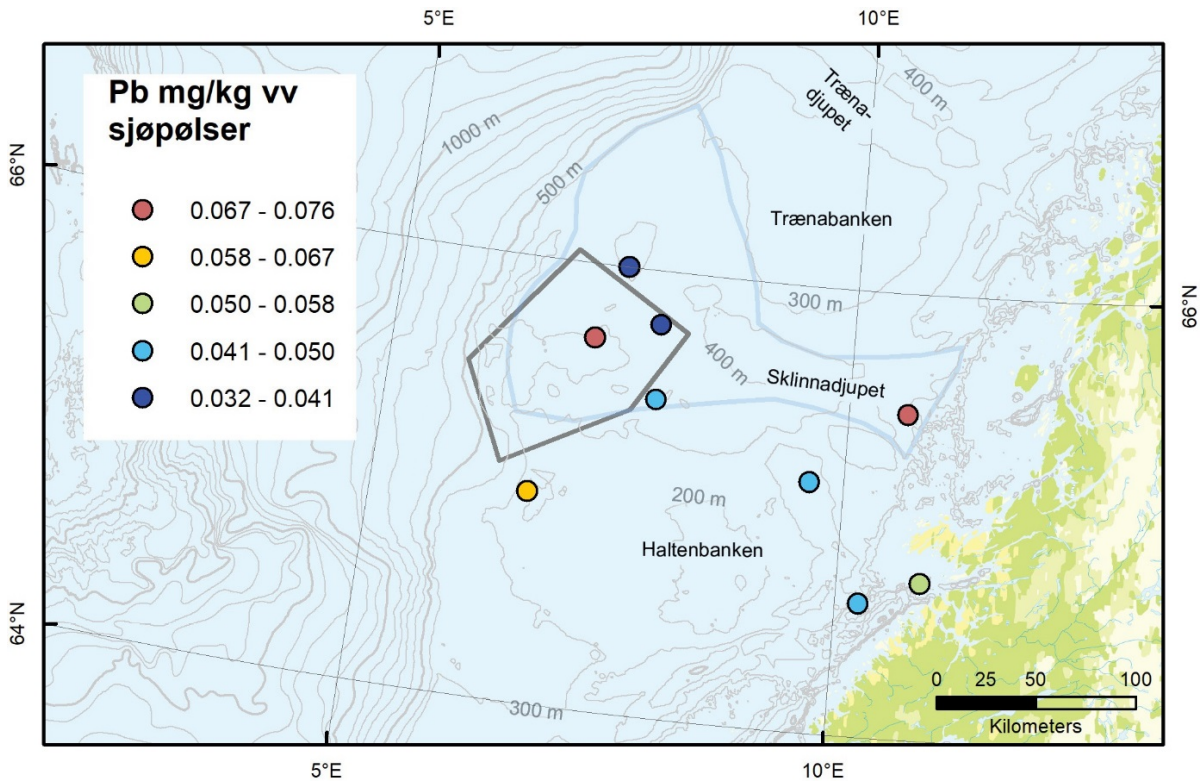 5°E
10°E
Pb mg/kg vv
sjøpølser
0.067 - 0.076
0.058 - 0.067
0.050 - 0.058
0.041 - 0.050
0.032 - 0.041
66°N
64°N
1000 m
500 m
Træna-
djupet
400 m
Trænabanken
300 m
66°N
400 m
Sklinnadjupet
200 m
Haltenbanken
300 m
0 25 50 100
Kilometers
5°E
10°E